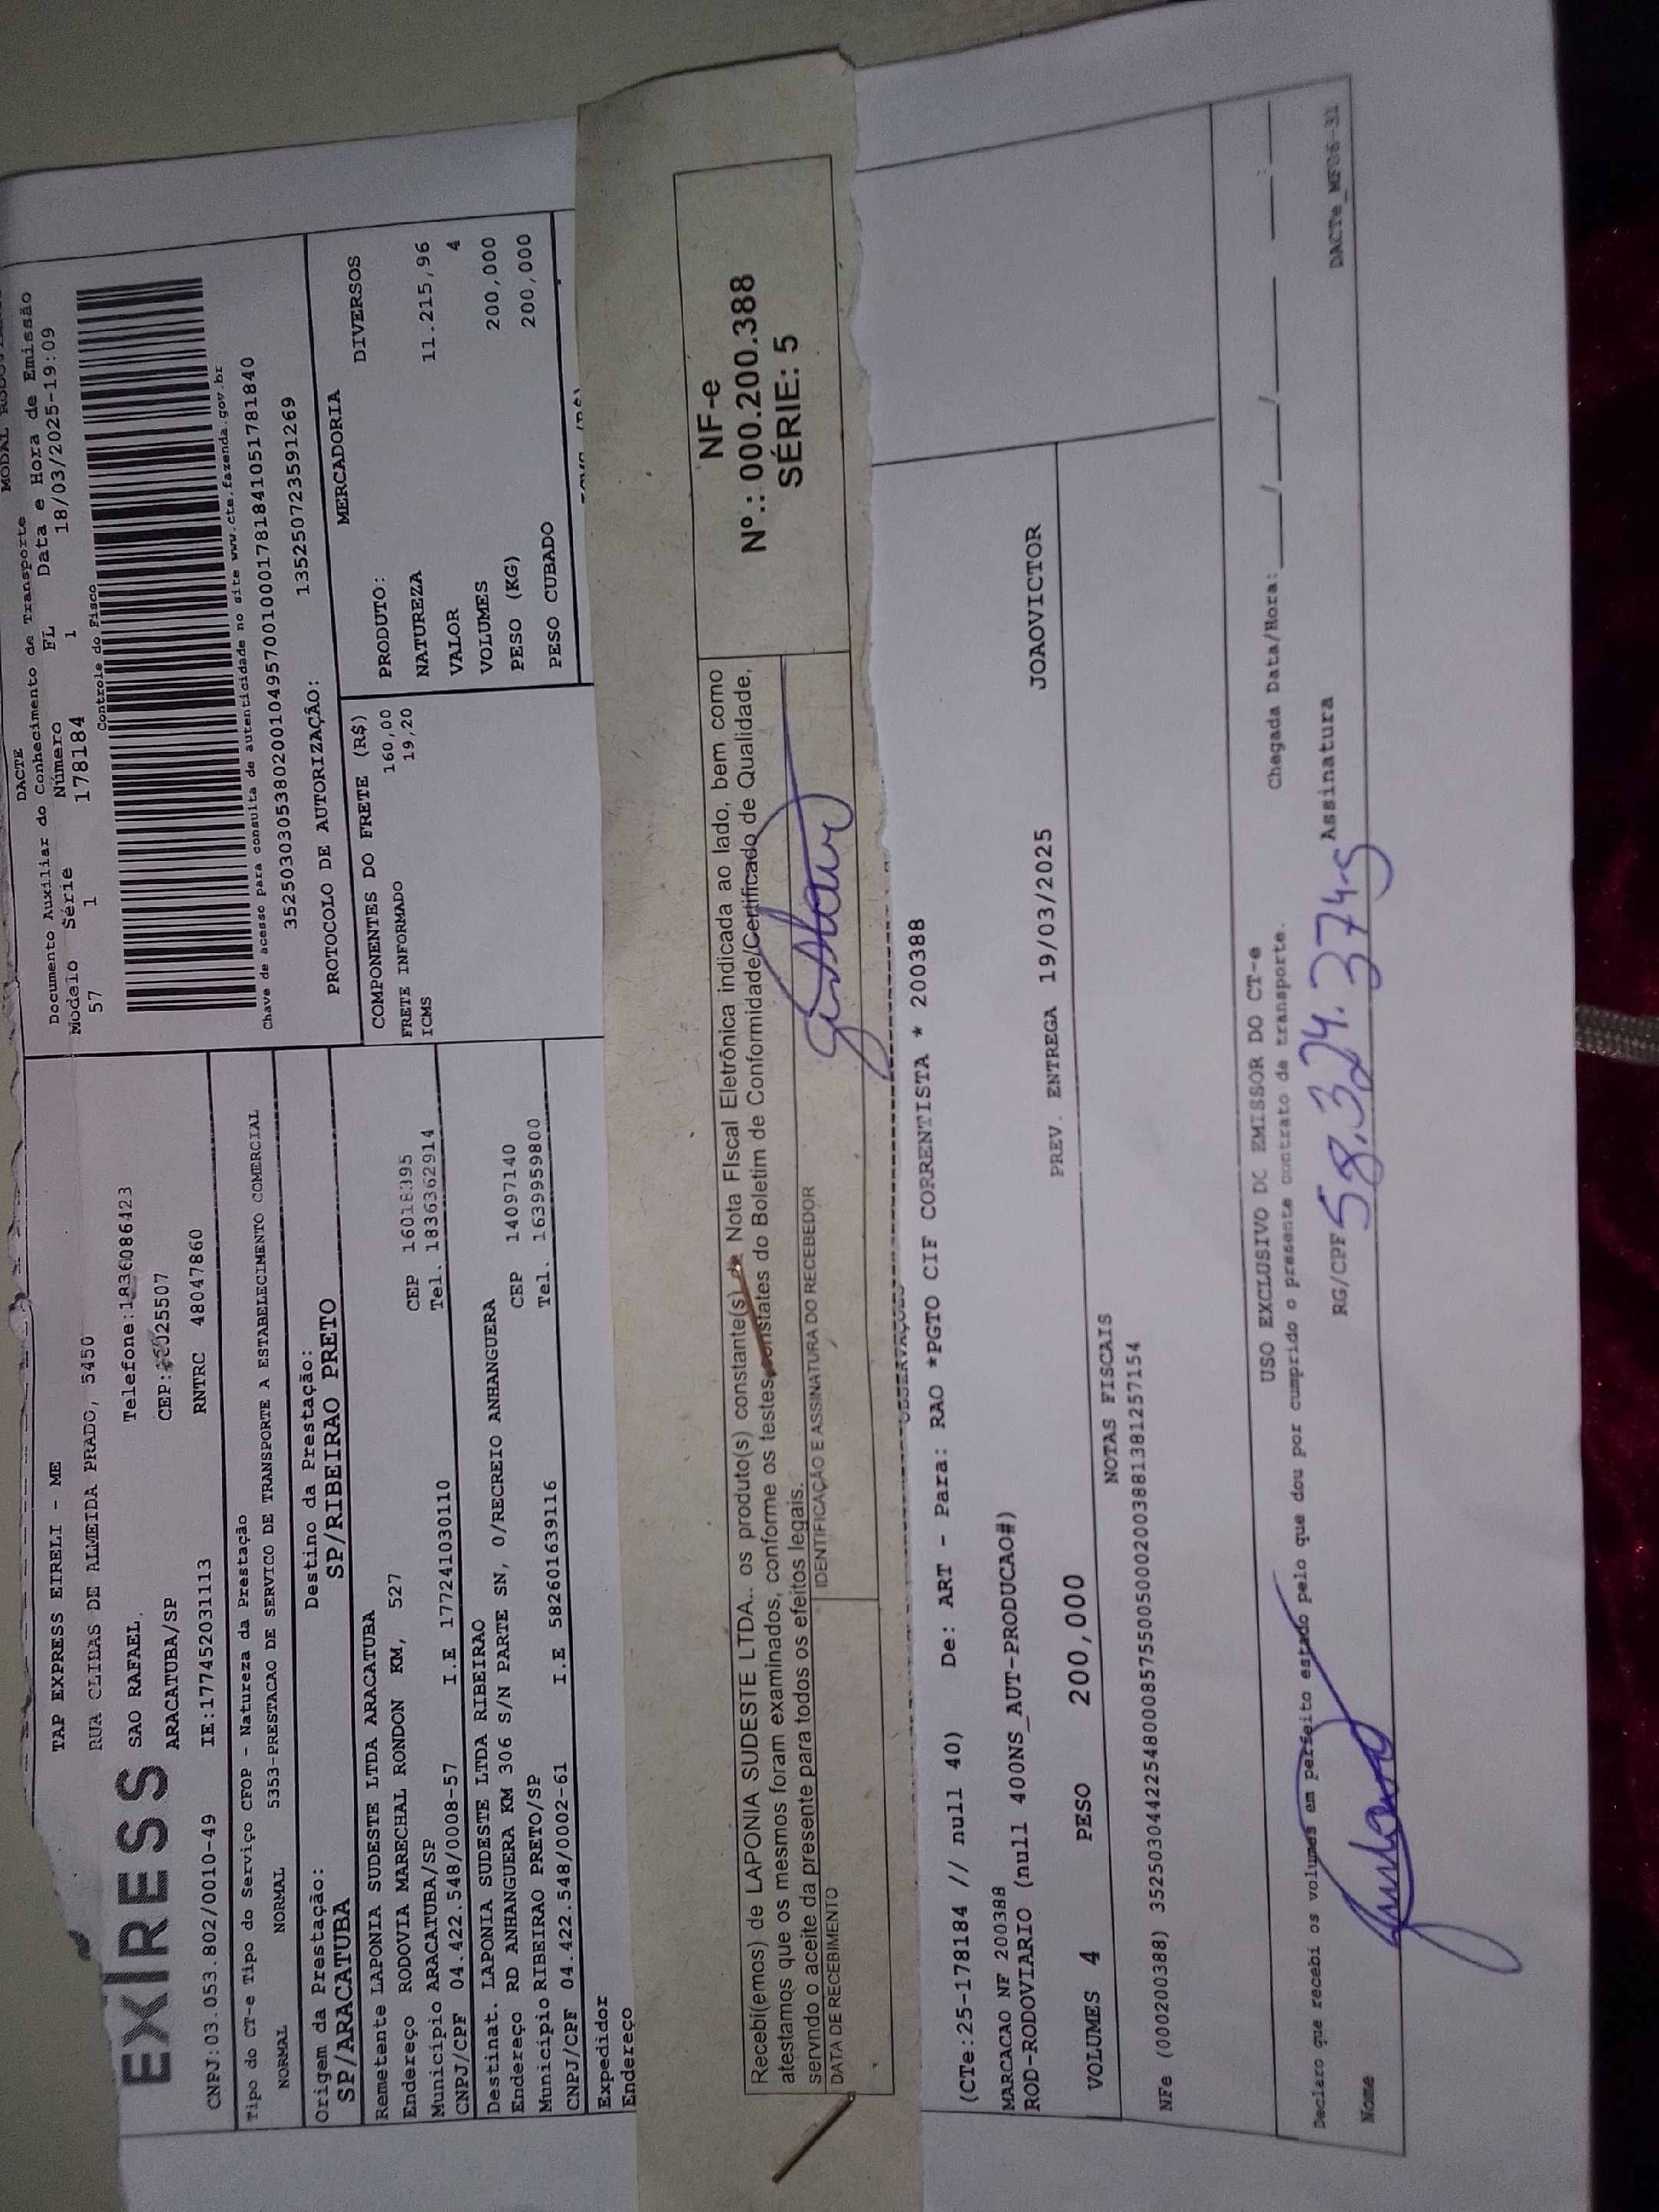 EXIRESS
TAP EXPRESS EIRELI - ME
RUA CLIBAS DE ALMEIDA PRADO, 5450
SAO RAFAEL Telefone:1836086423
ARACATUBA/SP
CNPJ:03.053.802/0010-49 IE:177452031113 RNTRC 48047860
DACTE
Documento Auxiliar do Conhecimento de Transporte
Modelo Série Número FL Data e Hora de Emissão
57 1 178184 1 18/03/2025-19:09
Controle do Fisco
Chave de acesso para consulta de autenticidade no site www.cte.fazenda.gov.br
35250303053802001049570010001781841051781840
PROTOCOLO DE AUTORIZAÇÃO: 135250723591269
Tipo do CT-e Tipo do Serviço CFOP - Natureza da Prestação
NORMAL NORMAL 5353-PRESTACAO DE SERVICO DE TRANSPORTE A ESTABELECIMENTO COMERCIAL
Origem da Prestação: Destino da Prestação:
SP/ARACATUBA SP/RIBEIRAO PRETO
Remetente LAPONIA SUDESTE LTDA ARACATUBA
Endereço RODOVIA MARECHAL RONDON KM, 527 CEP 16018395
Município ARACATUBA/SP Tel. 1836362914
CNPJ/CPF 04.422.548/0008-57 I.E 177241030110
Destinat. LAPONIA SUDESTE LTDA RIBEIRAO
Endereço RD ANHANGUERA KM 306 S/N PARTE SN, 0/RECREIO ANHANGUERA CEP 14097140
Município RIBEIRAO PRETO/SP Tel. 1639959800
CNPJ/CPF 04.422.548/0002-61 I.E 582601639116
Expedidor
Endereço
COMPONENTES DO FRETE (R$)
FRETE INFORMADO 160,00
ICMS 19,20
MERCADORIA
PRODUTO: DIVERSOS
NATUREZA
VALOR 11.215,96
VOLUMES 4
PESO (KG) 200,000
PESO CUBADO 200,000
Recebi(emos) de LAPONIA SUDESTE LTDA.. os produto(s) constante(s) da Nota FIscal Eletrônica indicada ao lado, bem como
atestamos que os mesmos foram examinados, conforme os testes constates do Boletim de Conformidade/Certificado de Qualidade,
servndo o aceite da presente para todos os efeitos legais.
DATA DE RECEBIMENTO IDENTIFICAÇÃO E ASSINATURA DO RECEBEDOR
NF-e
Nº.: 000.200.388
SÉRIE: 5
(CTe:25-178184 // null 40) De: ART - Para: RAO *PGTO CIF CORRENTISTA * 200388
MARCACAO NF 200388
ROD-RODOVIARIO (null 400NS_AUT-PRODUCAO#) JOAOVICTOR
VOLUMES 4 PESO 200,000 PREV. ENTREGA 19/03/2025
NOTAS FISCAIS
NFe (000200388) 35250304422548000857550050002003881381257154
USO EXCLUSIVO DO EMISSOR DO CT-e
Declaro que recebi os volumes em perfeito estado pelo que dou por cumprido o presente contrato de transporte. Chegada Data/Hora: ____/____/____ ____:____
Nome RG/CPF 58.324.374-5 Assinatura
DACTe_MF06-31